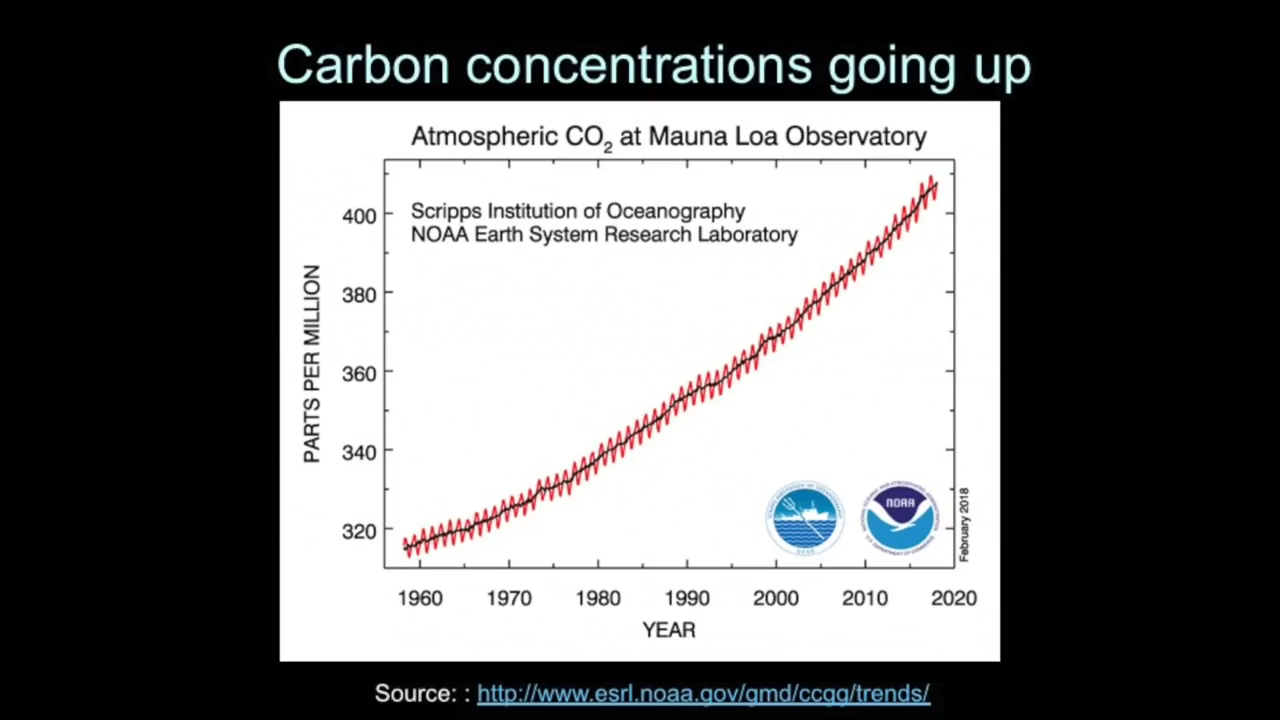 Carbon concentrations going up
Atmospheric CO₂ at Mauna Loa Observatory
Scripps Institution of Oceanography
NOAA Earth System Research Laboratory
PARTS PER MILLION
400
380
360
340
320
NOAA
February 2018
1960 1970 1980 1990 2000 2010 2020
YEAR
Source: : http://www.esrl.noaa.gov/gmd/ccgg/trends/